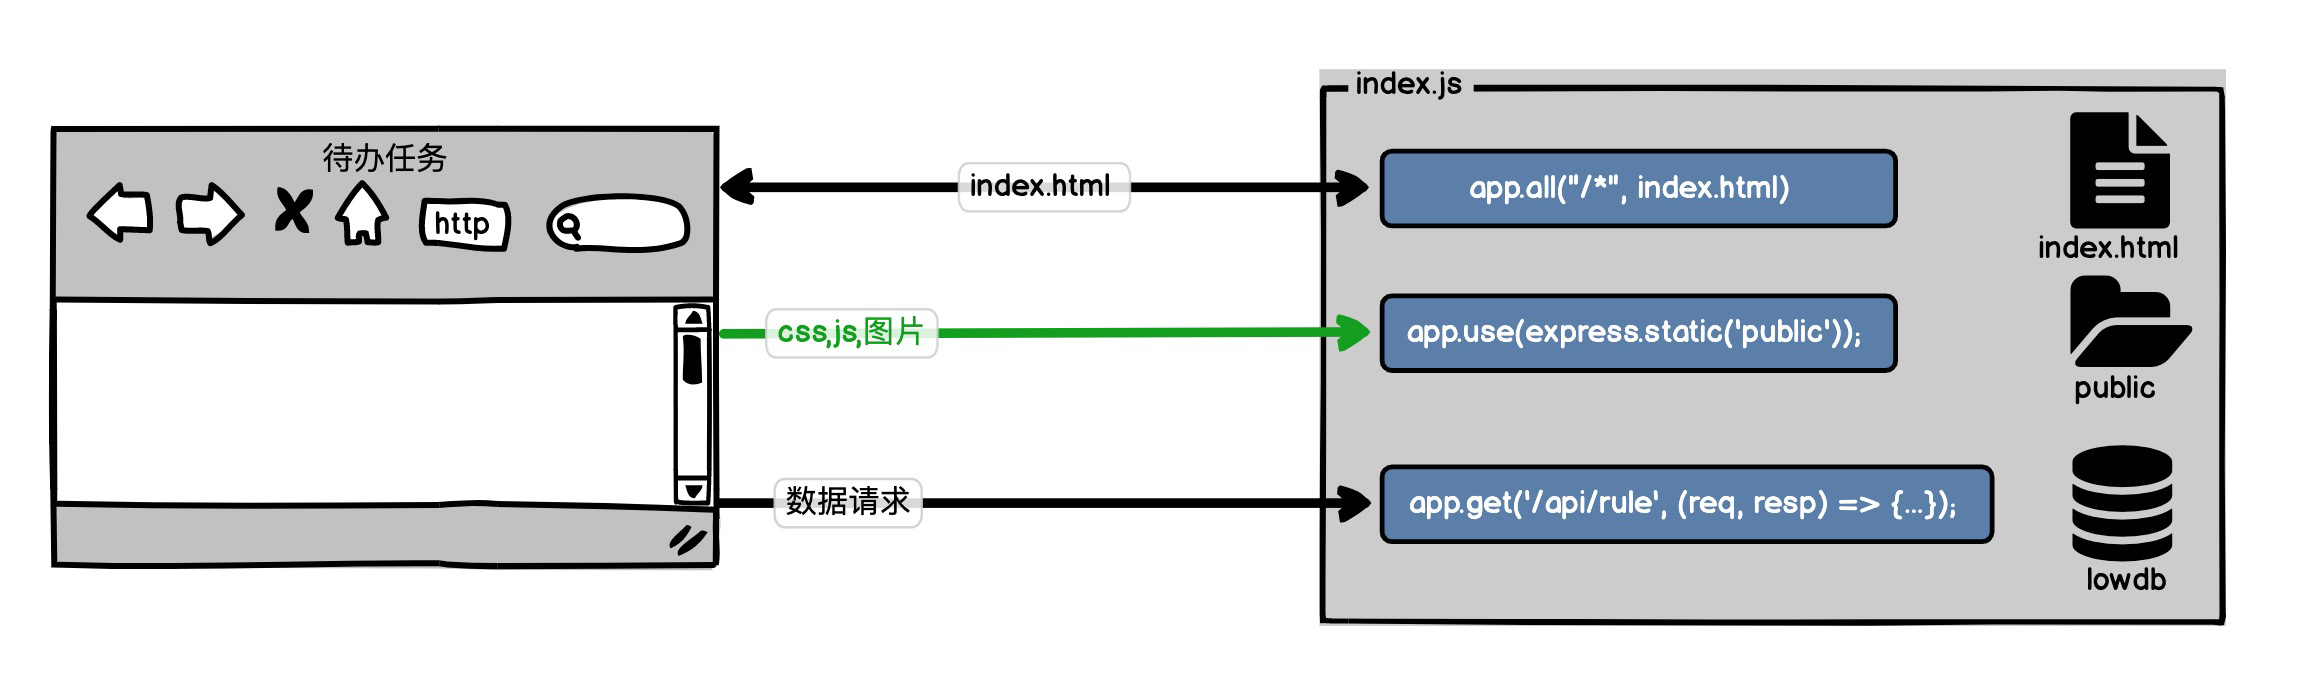 待办任务
http
index.html
css,js,图片
数据请求
index.js
app.all("/*", index.html)
app.use(express.static('public'));
app.get('/api/rule', (req, resp) => {...});
index.html
public
lowdb